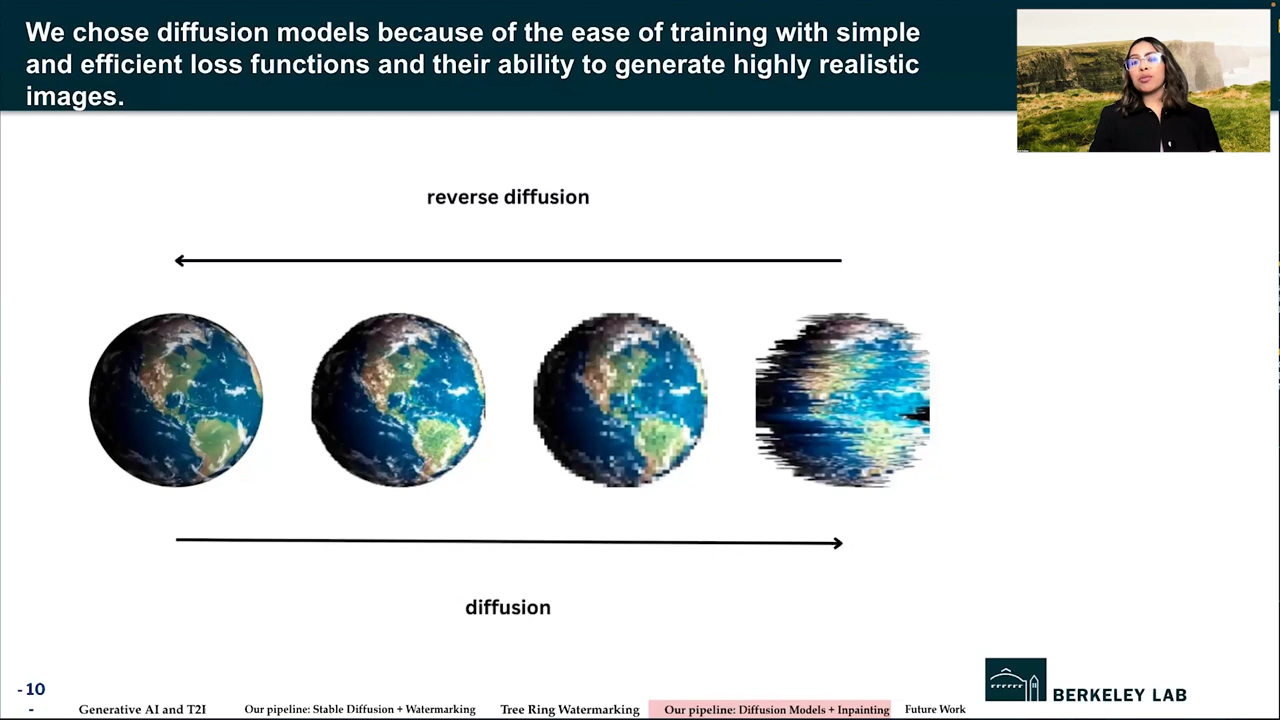 We chose diffusion models because of the ease of training with simple
and efficient loss functions and their ability to generate highly realistic
images.
reverse diffusion
diffusion
BERKELEY LAB
- 10
-
Generative AI and T2I
Our pipeline: Stable Diffusion + Watermarking
Tree Ring Watermarking
Our pipeline: Diffusion Models + Inpainting
Future Work